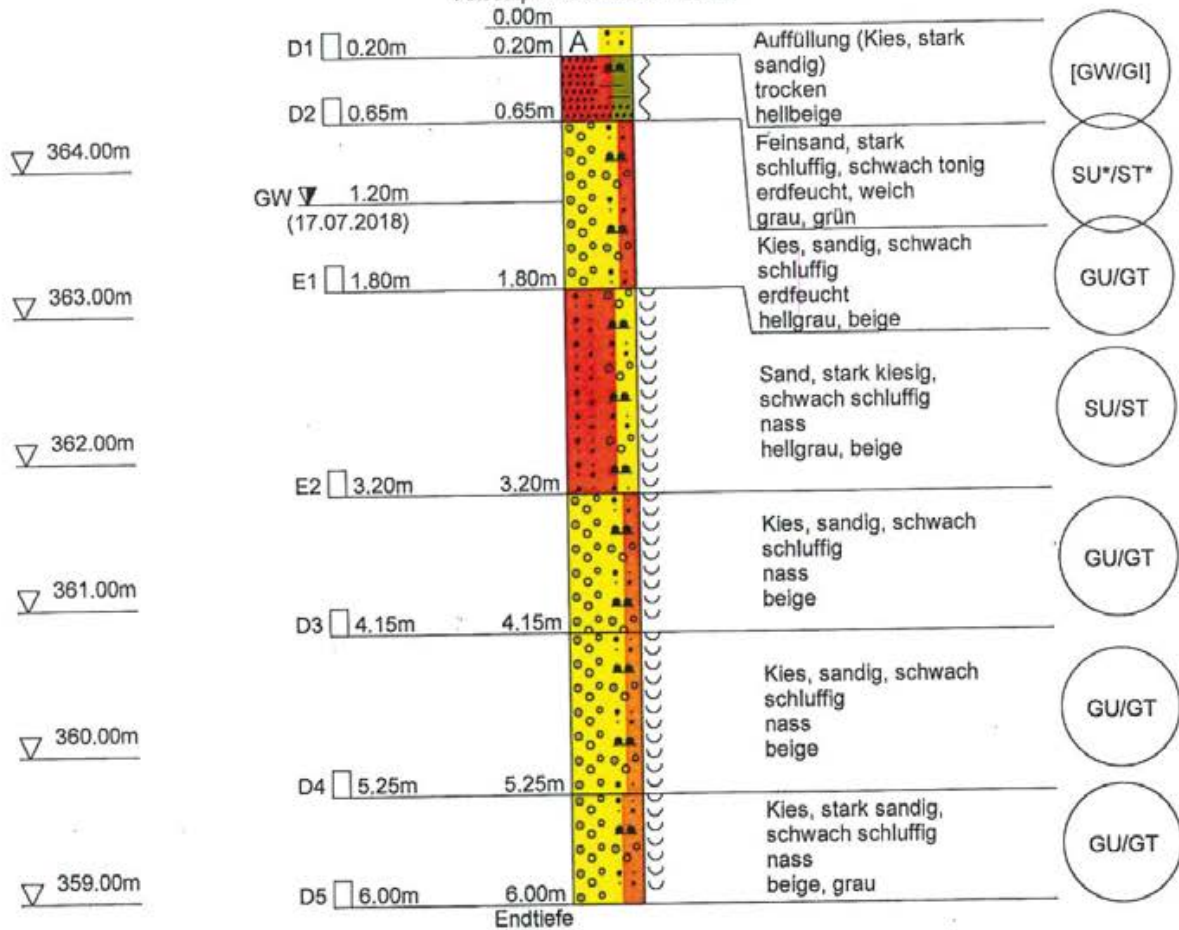 0.00m
D1 0.20m 0.20m A
Auffüllung (Kies, stark
sandig)
trocken
hellbeige
[GW/GI]
D2 0.65m 0.65m
Feinsand, stark
schluffig, schwach tonig
erdfeucht, weich
grau, grün
SU*/ST*
364.00m
GW 1.20m
(17.07.2018)
Kies, sandig, schwach
schluffig
erdfeucht
hellgrau, beige
GU/GT
E1 1.80m 1.80m
363.00m
Sand, stark kiesig,
schwach schluffig
nass
hellgrau, beige
SU/ST
362.00m
E2 3.20m 3.20m
Kies, sandig, schwach
schluffig
nass
beige
GU/GT
361.00m
D3 4.15m 4.15m
Kies, sandig, schwach
schluffig
nass
beige
GU/GT
360.00m
D4 5.25m 5.25m
Kies, stark sandig,
schwach schluffig
nass
beige, grau
GU/GT
359.00m
D5 6.00m 6.00m
Endtiefe